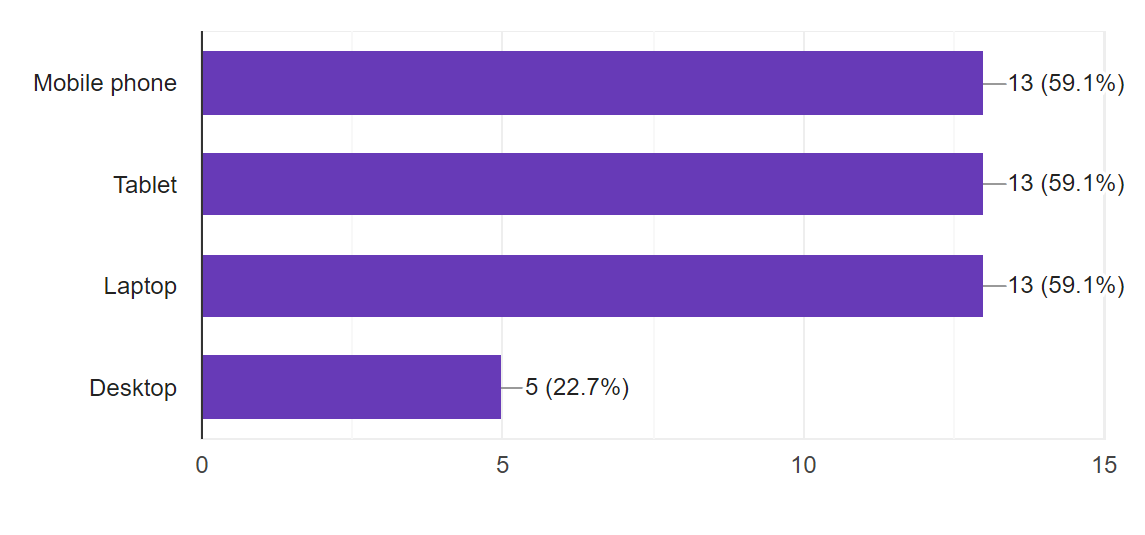 Mobile phone 13 (59.1%)
Tablet 13 (59.1%)
Laptop 13 (59.1%)
Desktop 5 (22.7%)
0 5 10 15